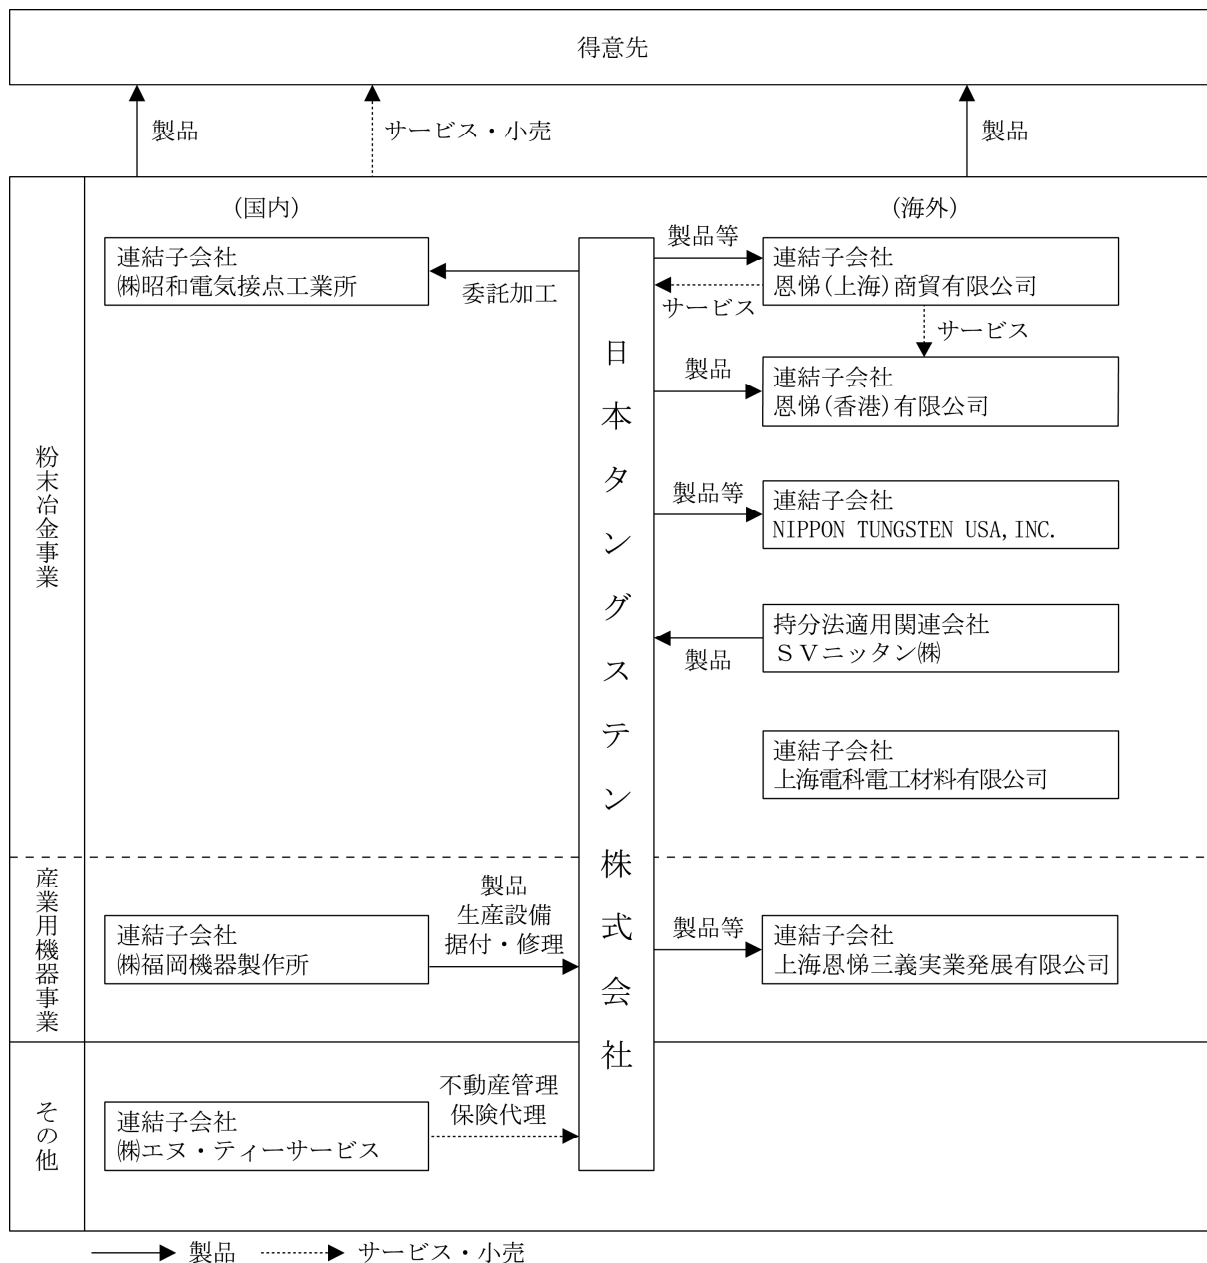 得意先
製品
サービス・小売
製品
(国内)
(海外)
粉末冶金事業
連結子会社
㈱昭和電気接点工業所
委託加工
日本タングステン株式会社
製品等
サービス
連結子会社
恩悌(上海)商貿有限公司
サービス
製品
連結子会社
恩悌(香港)有限公司
製品等
連結子会社
NIPPON TUNGSTEN USA,INC.
製品
持分法適用関連会社
ＳＶニッタン㈱
連結子会社
上海電科電工材料有限公司
産業用機器事業
連結子会社
㈱福岡機器製作所
製品
生産設備
据付・修理
製品等
連結子会社
上海恩悌三義実業発展有限公司
その他
連結子会社
㈱エヌ・ティーサービス
不動産管理
保険代理
製品
サービス・小売